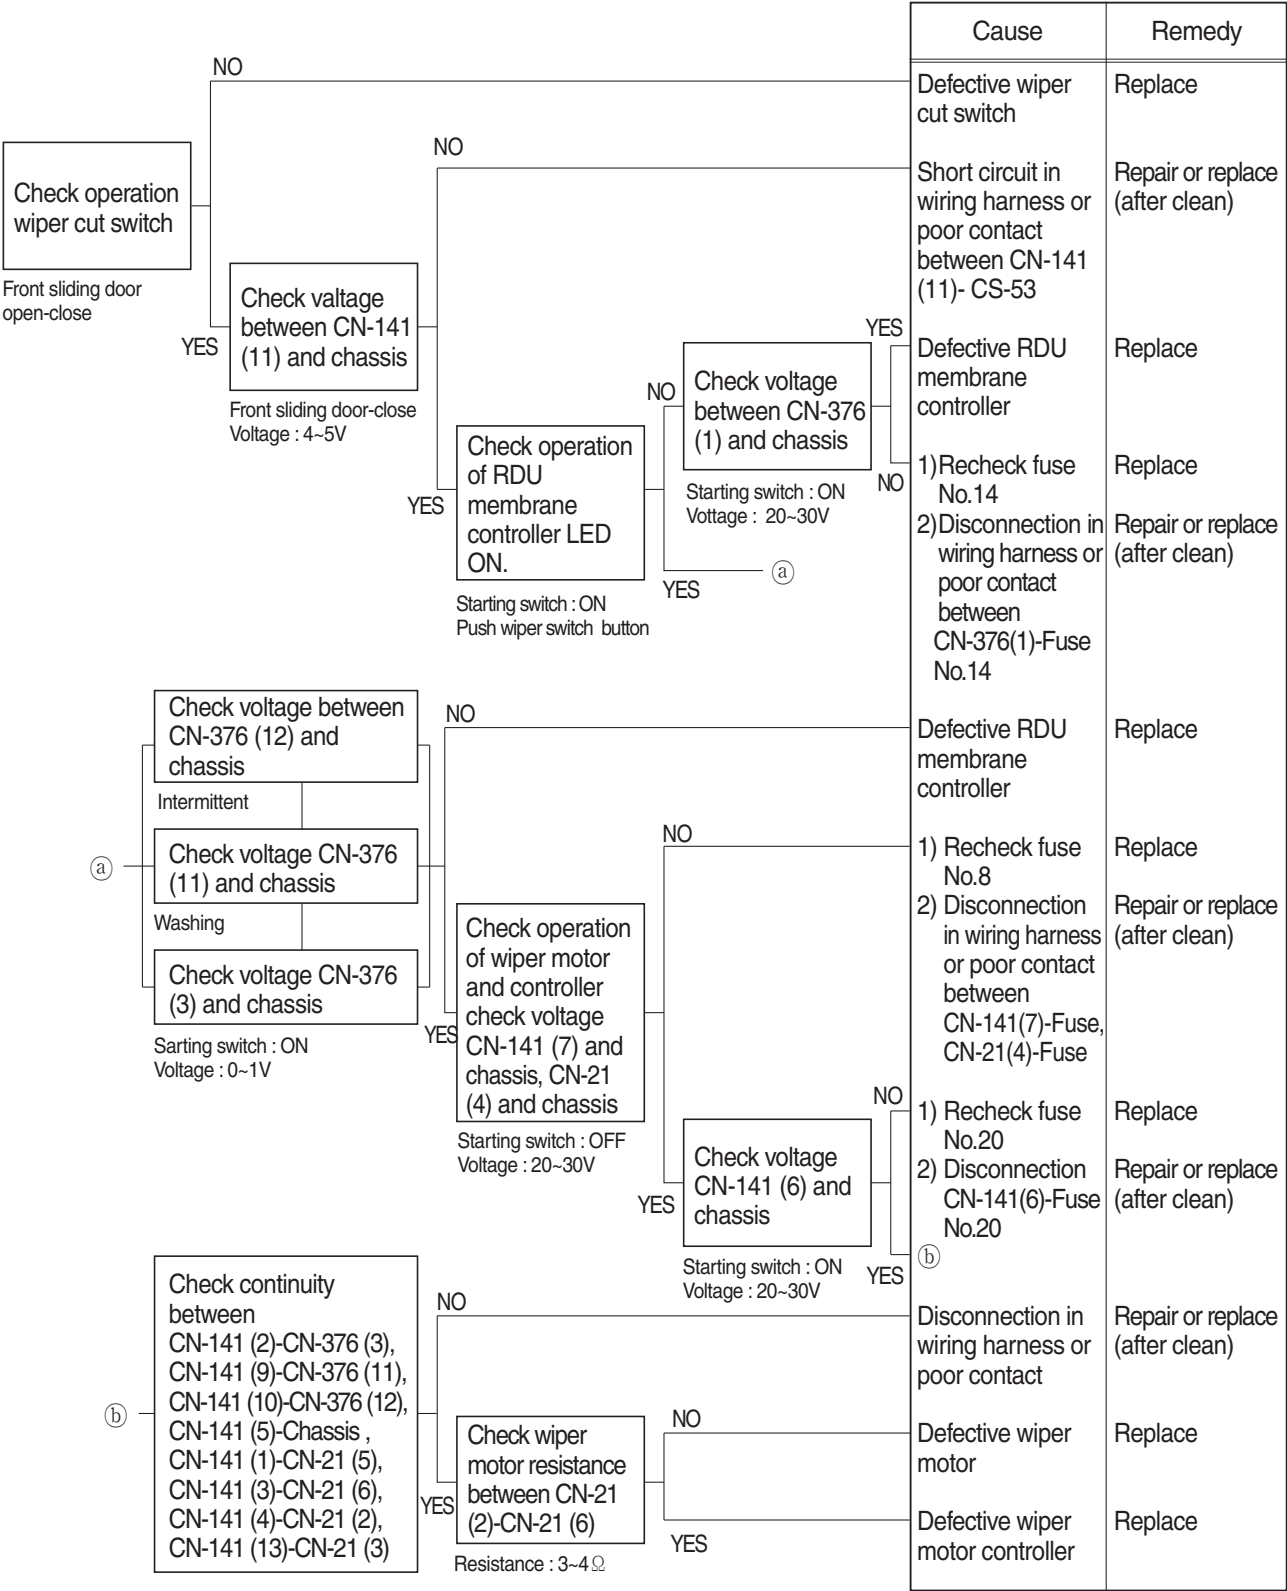 Cause
Remedy
NO
Defective wiper
cut switch
Replace
Check operation
wiper cut switch
Front sliding door
open-close
NO
Short circuit in
wiring harness or
poor contact
between CN-141
(11)- CS-53
Repair or replace
(after clean)
YES
Check valtage
between CN-141
(11) and chassis
Front sliding door-close
Voltage : 4~5V
YES
Check operation
of RDU
membrane
controller LED
ON.
Starting switch : ON
Push wiper switch button
NO
Check voltage
between CN-376
(1) and chassis
Starting switch : ON
Vottage : 20~30V
YES
Defective RDU
membrane
controller
Replace
NO
1)Recheck fuse
No.14
Replace
2)Disconnection in
wiring harness or
poor contact
between
CN-376(1)-Fuse
No.14
Repair or replace
(after clean)
YES
ⓐ
ⓐ
Check voltage between
CN-376 (12) and
chassis
Intermittent
Check voltage CN-376
(11) and chassis
Washing
Check voltage CN-376
(3) and chassis
Sarting switch : ON
Voltage : 0~1V
NO
Defective RDU
membrane
controller
Replace
YES
Check operation
of wiper motor
and controller
check voltage
CN-141 (7) and
chassis, CN-21
(4) and chassis
Starting switch : OFF
Voltage : 20~30V
NO
1) Recheck fuse
No.8
Replace
2) Disconnection
in wiring harness
or poor contact
between
CN-141(7)-Fuse,
CN-21(4)-Fuse
Repair or replace
(after clean)
YES
Check voltage
CN-141 (6) and
chassis
Starting switch : ON
Voltage : 20~30V
NO
1) Recheck fuse
No.20
Replace
2) Disconnection
CN-141(6)-Fuse
No.20
Repair or replace
(after clean)
YES
ⓑ
ⓑ
Check continuity
between
CN-141 (2)-CN-376 (3),
CN-141 (9)-CN-376 (11),
CN-141 (10)-CN-376 (12),
CN-141 (5)-Chassis ,
CN-141 (1)-CN-21 (5),
CN-141 (3)-CN-21 (6),
CN-141 (4)-CN-21 (2),
CN-141 (13)-CN-21 (3)
NO
Disconnection in
wiring harness or
poor contact
Repair or replace
(after clean)
YES
Check wiper
motor resistance
between CN-21
(2)-CN-21 (6)
Resistance : 3~4Ω
NO
Defective wiper
motor
Replace
YES
Defective wiper
motor controller
Replace